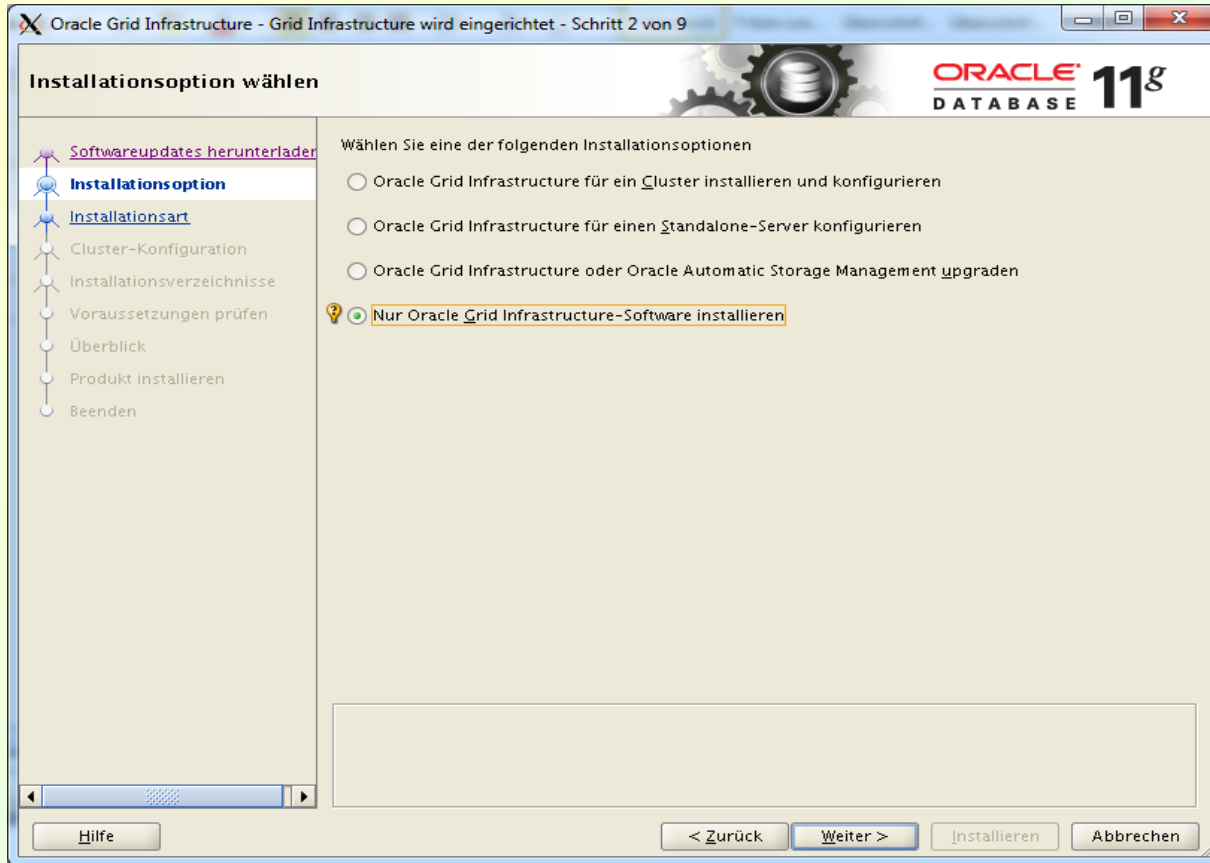 Oracle Grid Infrastructure - Grid Infrastructure wird eingerichtet - Schritt 2 von 9
Installationsoption wählen
ORACLE
DATABASE 11g
Softwareupdates herunterladen
Installationsoption
Installationsart
Cluster-Konfiguration
Installationsverzeichnisse
Voraussetzungen prüfen
Überblick
Produkt installieren
Beenden
Wählen Sie eine der folgenden Installationsoptionen
Oracle Grid Infrastructure für ein Cluster installieren und konfigurieren
Oracle Grid Infrastructure für einen Standalone-Server konfigurieren
Oracle Grid Infrastructure oder Oracle Automatic Storage Management upgraden
Nur Oracle Grid Infrastructure-Software installieren
Hilfe
< Zurück
Weiter >
Installieren
Abbrechen